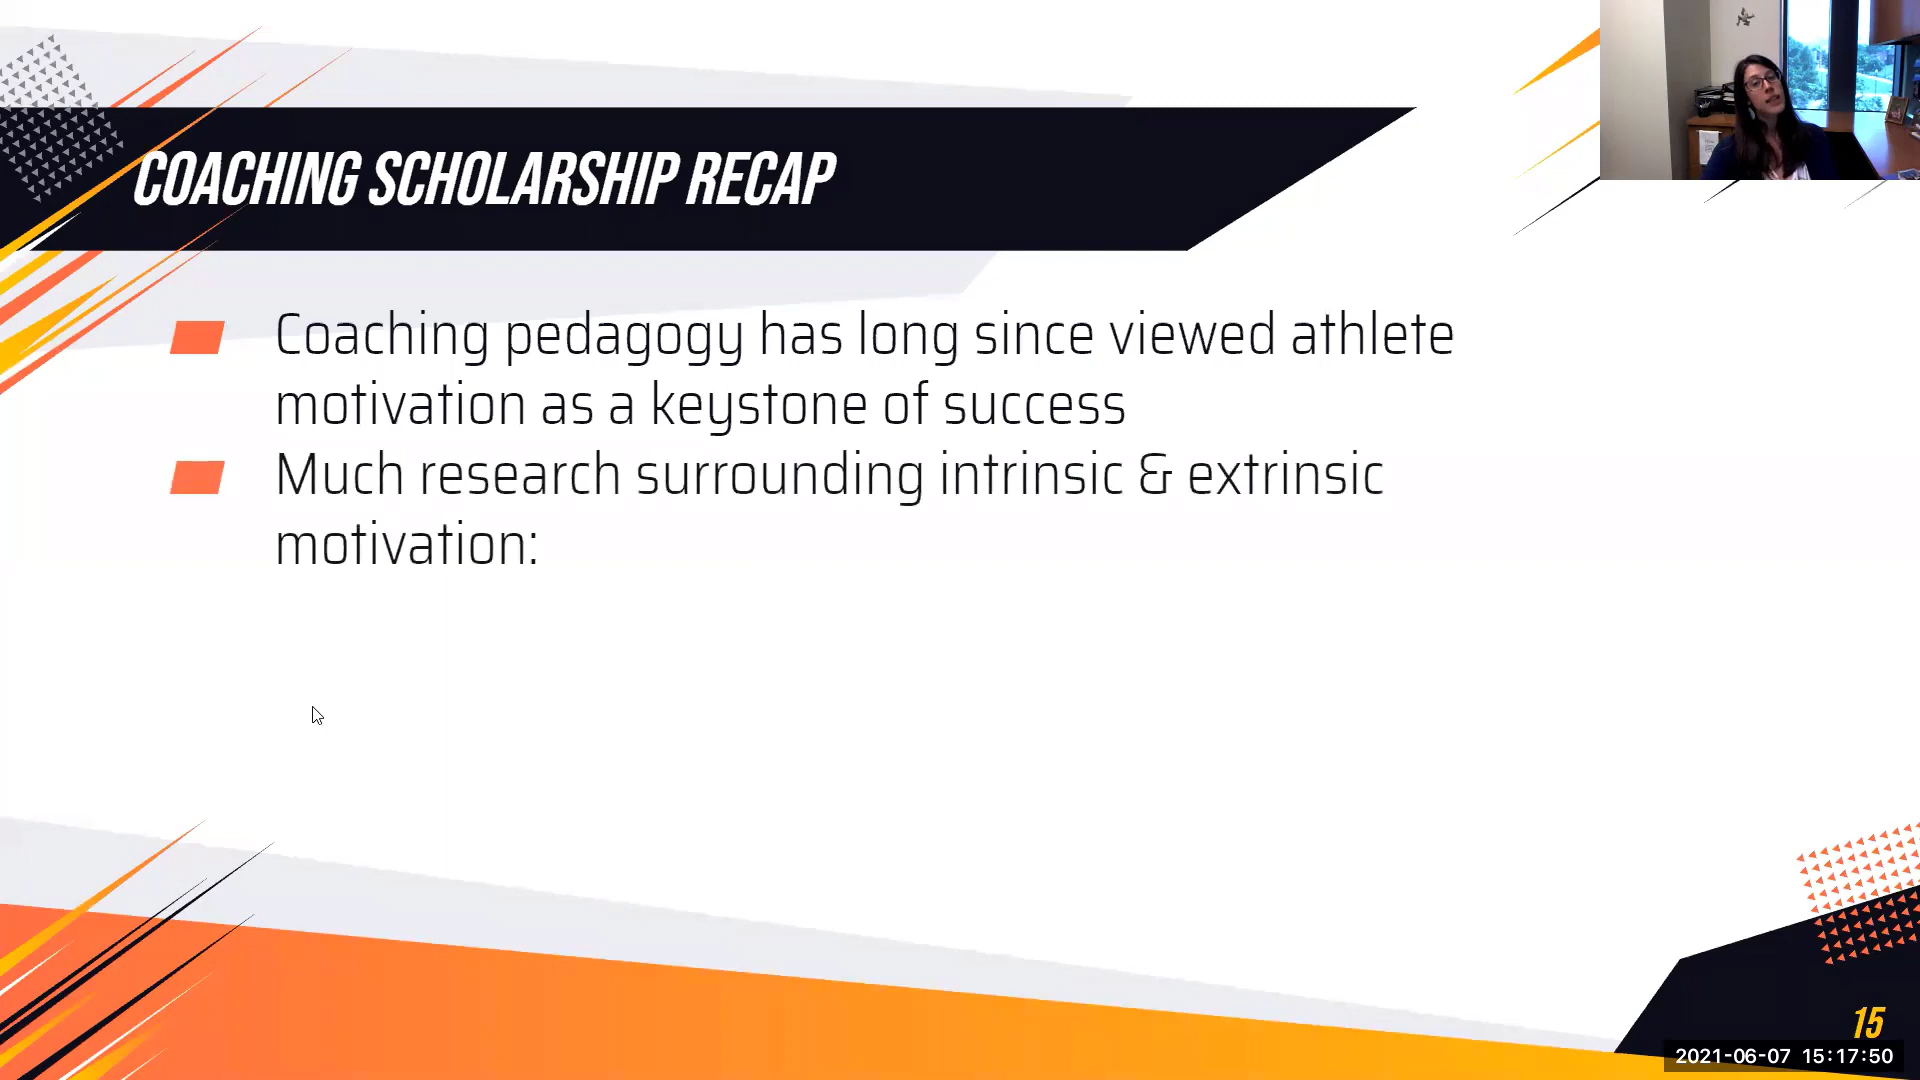 COACHING SCHOLARSHIP RECAP
Coaching pedagogy has long since viewed athlete
motivation as a keystone of success
Much research surrounding intrinsic & extrinsic
motivation:
15
2021-06-07 15:17:50